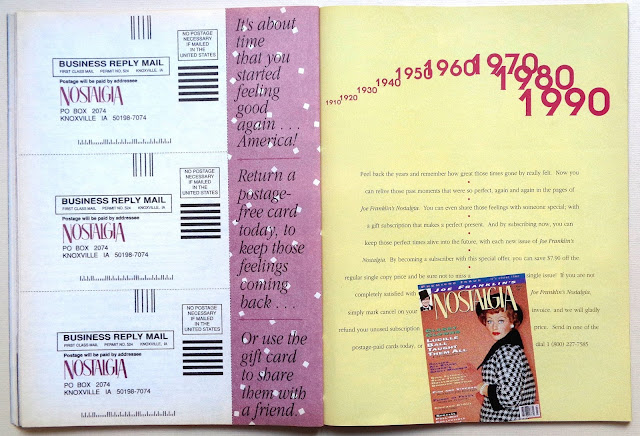 NO POSTAGE
NECESSARY
IF MAILED
IN THE
UNITED STATES
BUSINESS REPLY MAIL
FIRST CLASS MAIL PERMIT NO. 524 KNOXVILLE, IA
Postage will be paid by addressee
NOSTALGIA
PO BOX 2074
KNOXVILLE IA 50198-7074
NO POSTAGE
NECESSARY
IF MAILED
IN THE
UNITED STATES
BUSINESS REPLY MAIL
FIRST CLASS MAIL PERMIT NO. 524 KNOXVILLE, IA
Postage will be paid by addressee
NOSTALGIA
PO BOX 2074
KNOXVILLE IA 50198-7074
NO POSTAGE
NECESSARY
IF MAILED
IN THE
UNITED STATES
BUSINESS REPLY MAIL
FIRST CLASS MAIL PERMIT NO. 524 KNOXVILLE, IA
Postage will be paid by addressee
NOSTALGIA
PO BOX 2074
KNOXVILLE IA 50198-7074
It's about
time
that you
started
feeling
good
again . . .
America!
Return a
postage-
free card
today, to
keep those
feelings
coming
back . . .
Or use the
gift card
to share
them with
a friend.
1910 1920 1930 1940 1950 1960 1970 1980 1990
Peel back the years and remember how great those times gone by really felt. Now you
can relive those past moments that were so perfect, again and again in the pages of
Joe Franklin's Nostalgia. You can even share those feelings with someone special; with
a gift subscription that makes a perfect present. And by subscribing now, you can
keep those perfect times alive into the future, with each new issue of Joe Franklin's
Nostalgia. By becoming a subscriber with this special offer, you can save $7.90 off the
regular single copy price and be sure not to miss a single issue! If you are not
completely satisfied with Joe Franklin's Nostalgia,
simply mark cancel on your invoice, and we will gladly
refund your unused subscription price. Send in one of the
postage-paid cards today, or dial 1 (800) 227-7585
PREMIERE ISSUE
JOE FRANKLIN'S
NOSTALGIA
LUCILLE
BALL
TAUGHT
THEM ALL